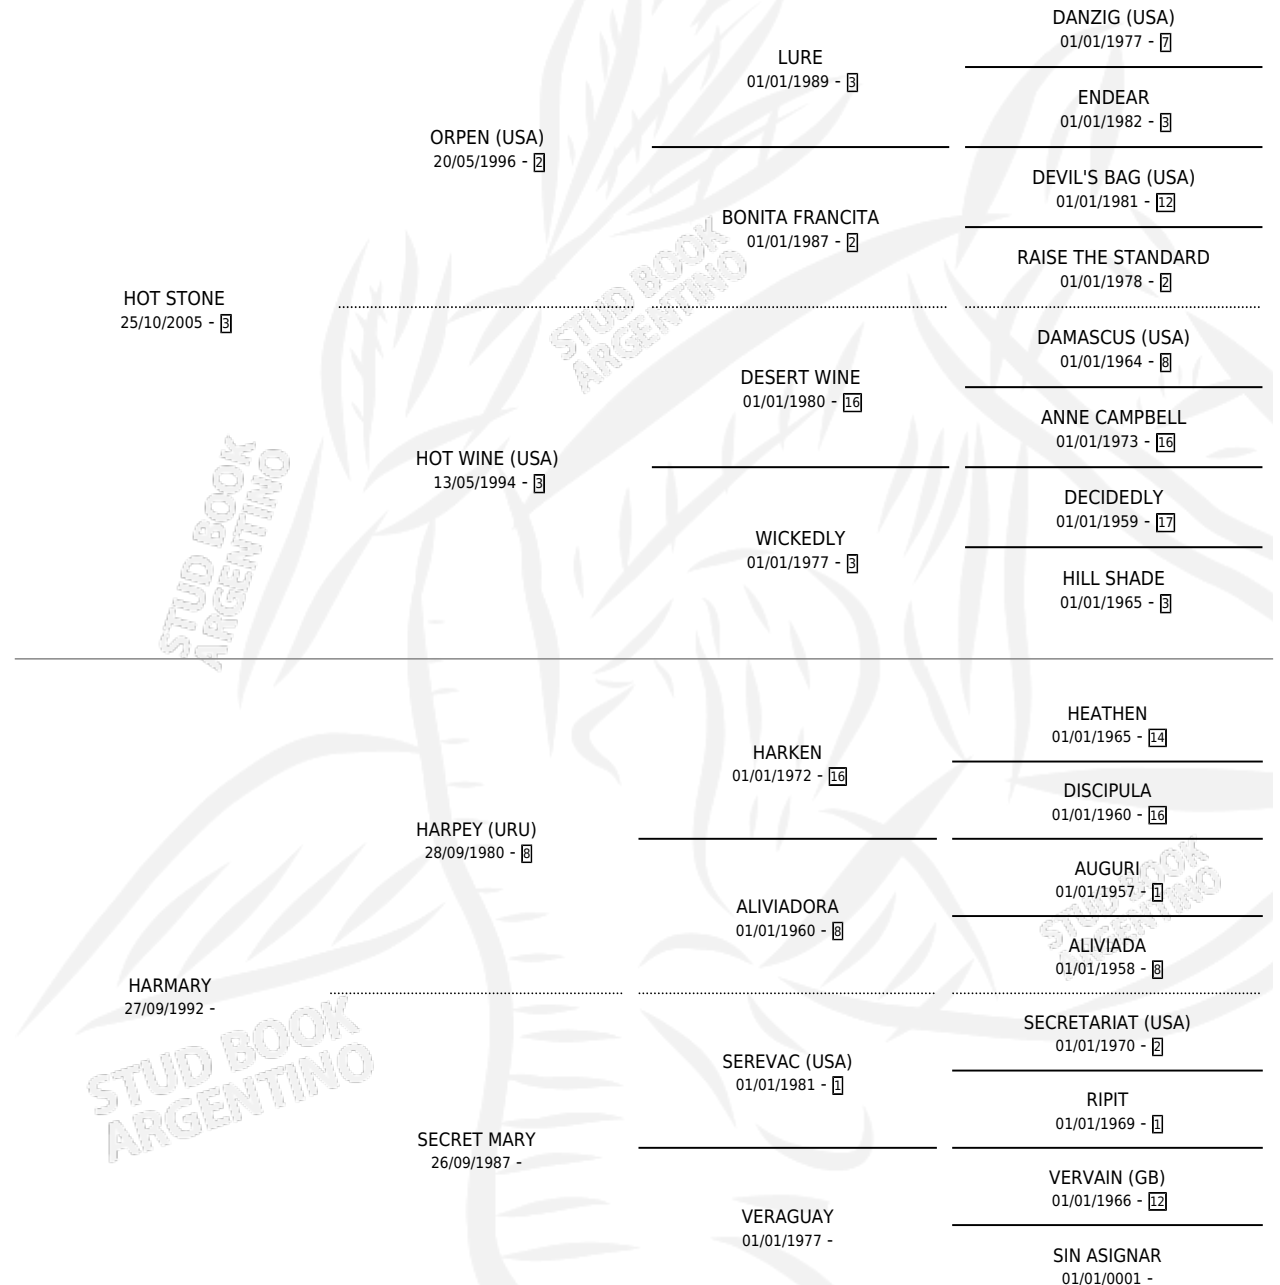 DANZIG (USA)
01/01/1977 - 7
LURE
01/01/1989 - 3
ENDEAR
01/01/1982 - 3
ORPEN (USA)
20/05/1996 - 2
DEVIL'S BAG (USA)
01/01/1981 - 12
BONITA FRANCITA
01/01/1987 - 2
RAISE THE STANDARD
01/01/1978 - 2
HOT STONE
25/10/2005 - 3
STUD BOOK
ARGENTINO
DAMASCUS (USA)
01/01/1964 - 8
DESERT WINE
01/01/1980 - 16
ANNE CAMPBELL
01/01/1973 - 16
HOT WINE (USA)
13/05/1994 - 3
DECIDEDLY
01/01/1959 - 17
WICKEDLY
01/01/1977 - 3
HILL SHADE
01/01/1965 - 3
STUD BOOK
ARGENTINO
HEATHEN
01/01/1965 - 14
HARKEN
01/01/1972 - 16
DISCIPULA
01/01/1960 - 16
HARPEY (URU)
28/09/1980 - 8
AUGURI
01/01/1957 - 1
ALIVIADORA
01/01/1960 - 8
ALIVIADA
01/01/1958 - 8
STUD BOOK
ARGENTINO
HARMARY
27/09/1992 -
SECRETARIAT (USA)
01/01/1970 - 2
SEREVAC (USA)
01/01/1981 - 1
RIPIT
01/01/1969 - 1
STUD BOOK
ARGENTINO
SECRET MARY
26/09/1987 -
VERVAIN (GB)
01/01/1966 - 12
VERAGUAY
01/01/1977 -
SIN ASIGNAR
01/01/0001 -